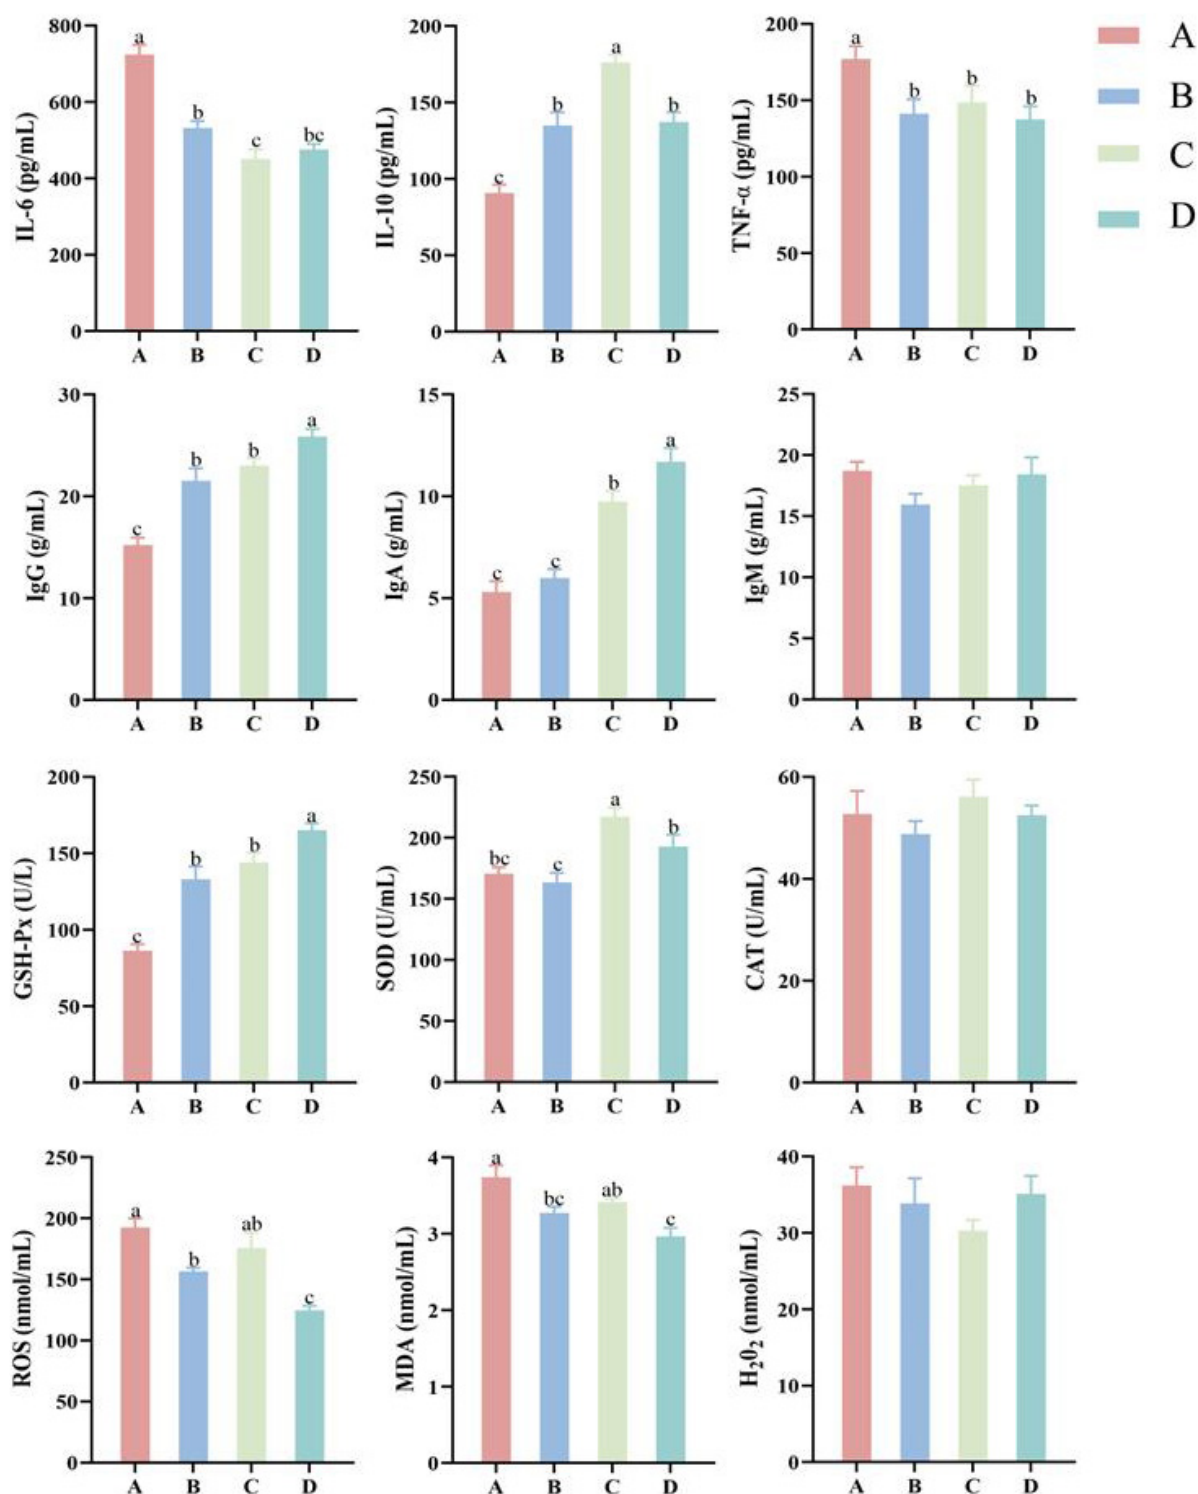 IL-6 (pg/mL)
800
600
400
200
0
a
b
c
bc
A B C D
IL-10 (pg/mL)
200
150
100
50
0
c
b
a
b
A B C D
TNF-α (pg/mL)
200
150
100
50
0
a
b
b
b
A B C D
A
B
C
D
IgG (g/mL)
30
20
10
0
c
b
b
a
A B C D
IgA (g/mL)
15
10
5
0
c
c
b
a
A B C D
IgM (g/mL)
25
20
15
10
5
0
A B C D
GSH-Px (U/L)
200
150
100
50
0
c
b
b
a
A B C D
SOD (U/mL)
250
200
150
100
50
0
bc
c
a
b
A B C D
CAT (U/mL)
60
40
20
0
A B C D
ROS (nmol/mL)
250
200
150
100
50
0
a
b
ab
c
A B C D
MDA (nmol/mL)
4
3
2
1
0
a
bc
ab
c
A B C D
H₂0₂ (nmol/mL)
40
30
20
10
0
A B C D